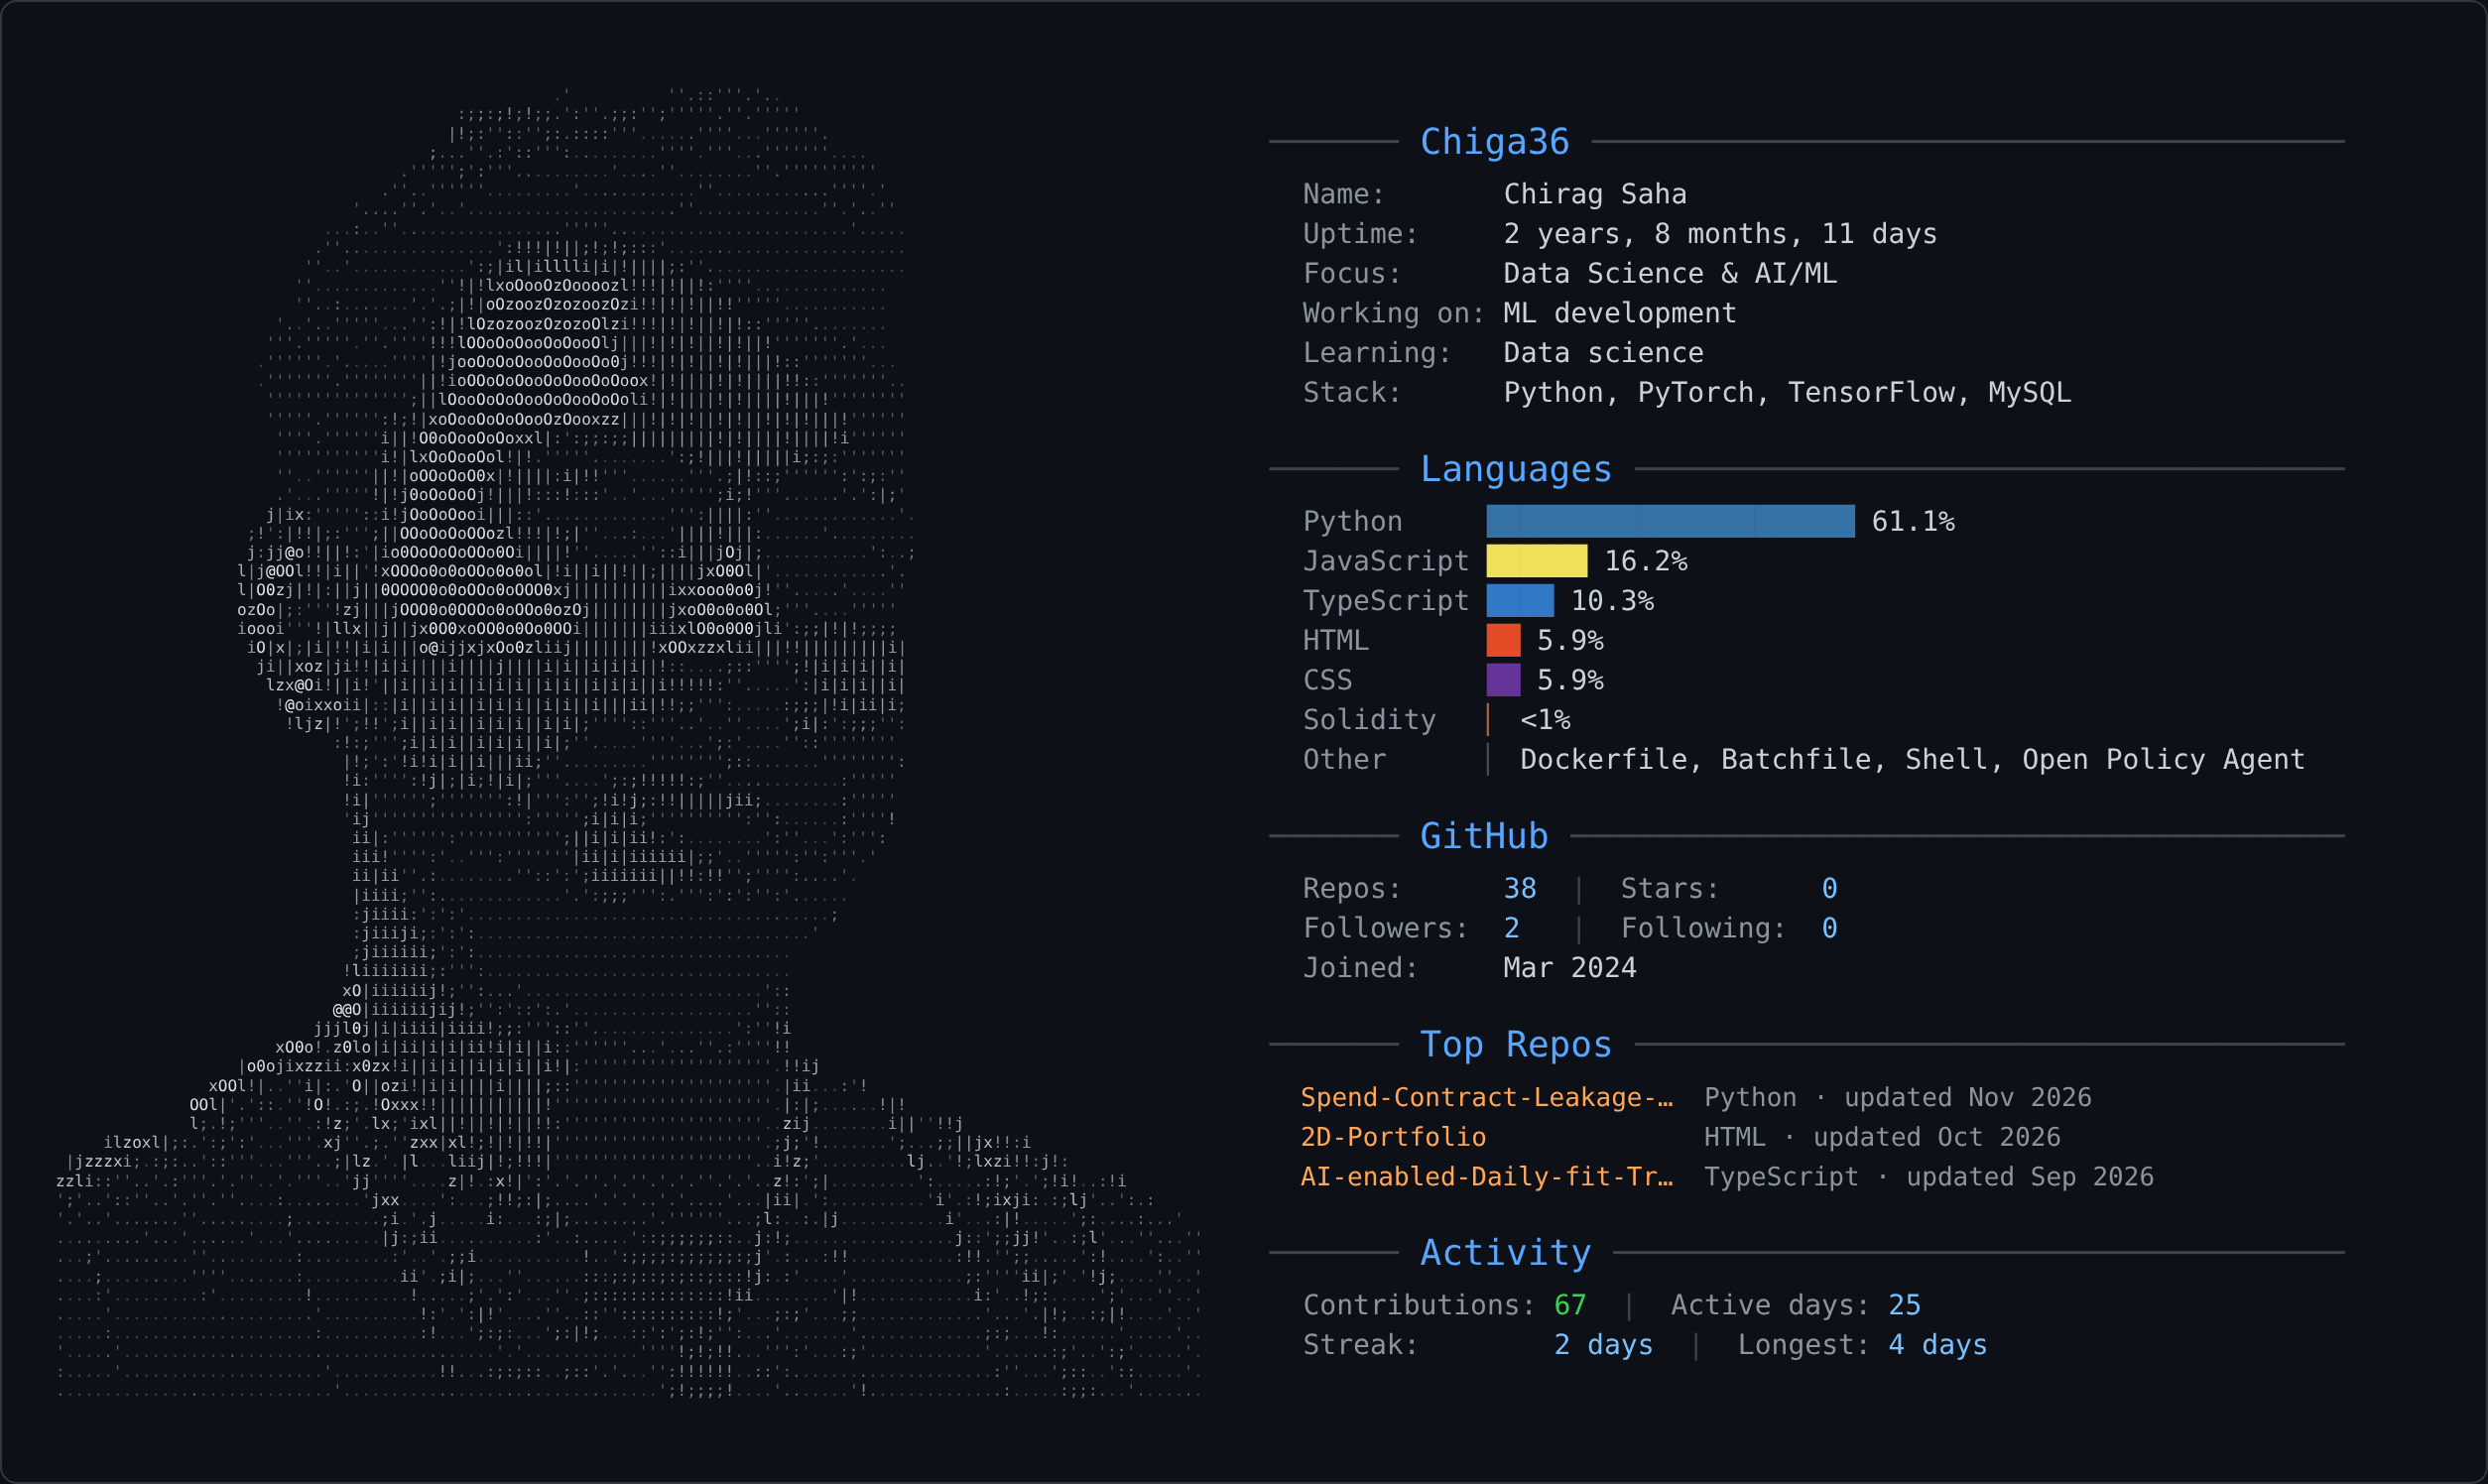 Chiga36
Name: Chirag Saha
Uptime: 2 years, 8 months, 11 days
Focus: Data Science & AI/ML
Working on: ML development
Learning: Data science
Stack: Python, PyTorch, TensorFlow, MySQL
Languages
Python 61.1%
JavaScript 16.2%
TypeScript 10.3%
HTML 5.9%
CSS 5.9%
Solidity <1%
Other Dockerfile, Batchfile, Shell, Open Policy Agent
GitHub
Repos: 38 | Stars: 0
Followers: 2 | Following: 0
Joined: Mar 2024
Top Repos
Spend-Contract-Leakage-… Python · updated Nov 2026
2D-Portfolio HTML · updated Oct 2026
AI-enabled-Daily-fit-Tr… TypeScript · updated Sep 2026
Activity
Contributions: 67 | Active days: 25
Streak: 2 days | Longest: 4 days